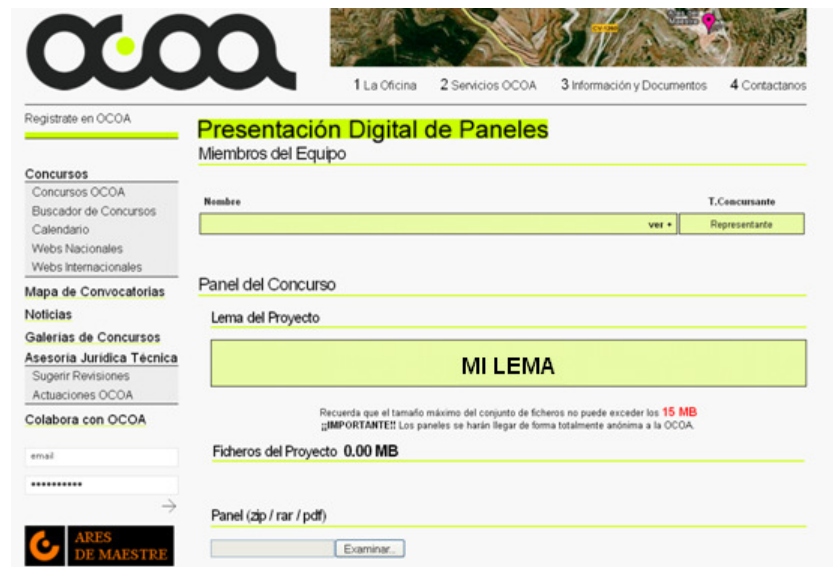 OCOA
CV-1260
1 La Oficina 2 Servicios OCOA 3 Información y Documentos 4 Contactanos
Registrate en OCOA
Presentación Digital de Paneles
Miembros del Equipo
Concursos
Concursos OCOA
Buscador de Concursos
Calendario
Webs Nacionales
Webs Internacionales
Mapa de Convocatorias
Noticias
Galerías de Concursos
Asesoría Jurídica Técnica
Sugerir Revisiones
Actuaciones OCOA
Colabora con OCOA
email
••••••••••
ARES
DE MAESTRE
Nombre T.Concursante
ver + Representante
Panel del Concurso
Lema del Proyecto
MI LEMA
Recuerda que el tamaño máximo del conjunto de ficheros no puede exceder los 15 MB
¡¡IMPORTANTE!! Los paneles se harán llegar de forma totalmente anónima a la OCOA.
Ficheros del Proyecto 0.00 MB
Panel (zip / rar / pdf)
Examinar...